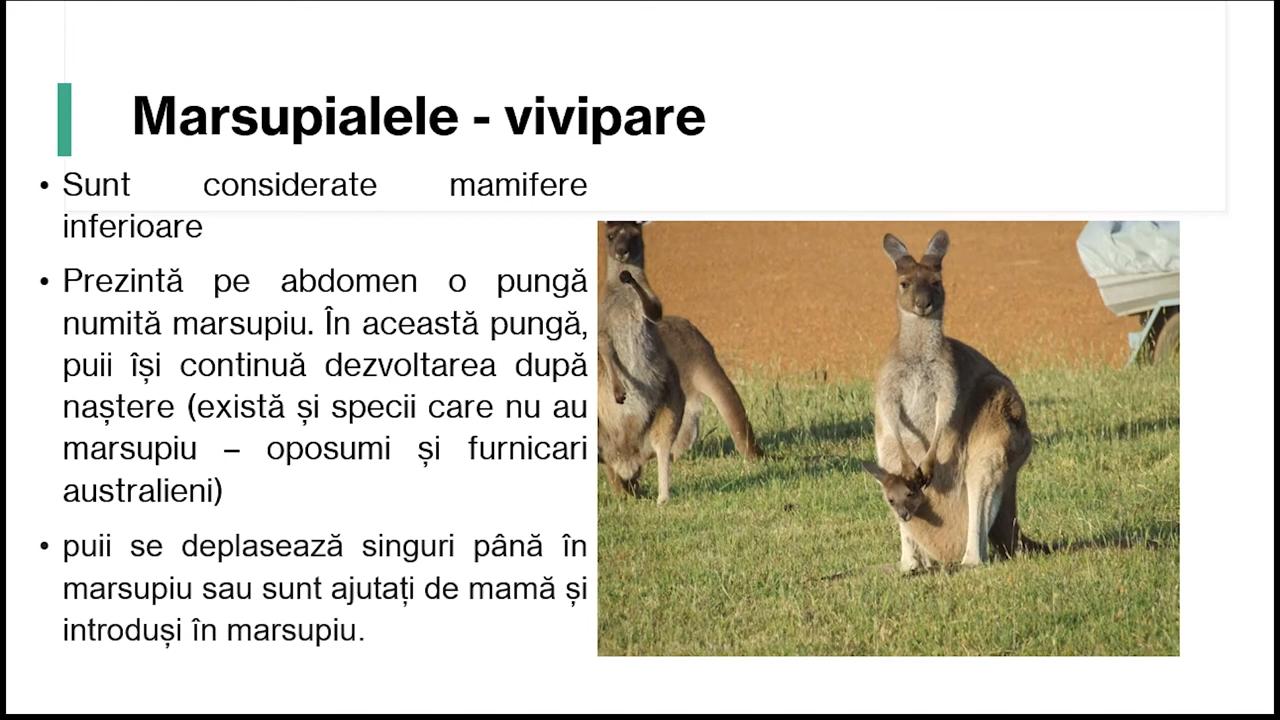 Marsupialele - vivipare
• Sunt considerate mamifere
inferioare
• Prezintă pe abdomen o pungă
numită marsupiu. În această pungă,
puii își continuă dezvoltarea după
naștere (există și specii care nu au
marsupiu – oposumi și furnicari
australieni)
• puii se deplasează singuri până în
marsupiu sau sunt ajutați de mamă și
introduși în marsupiu.